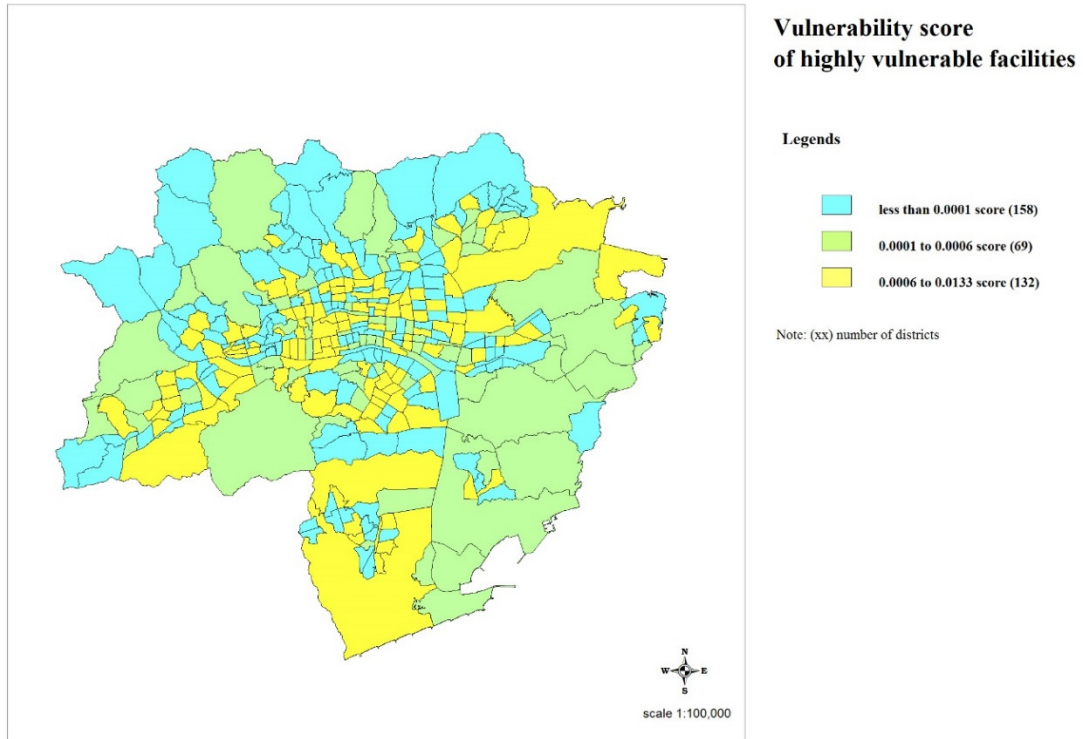 Vulnerability score
of highly vulnerable facilities
Legends
less than 0.0001 score (158)
0.0001 to 0.0006 score (69)
0.0006 to 0.0133 score (132)
Note: (xx) number of districts
N
W E
S
scale 1:100,000